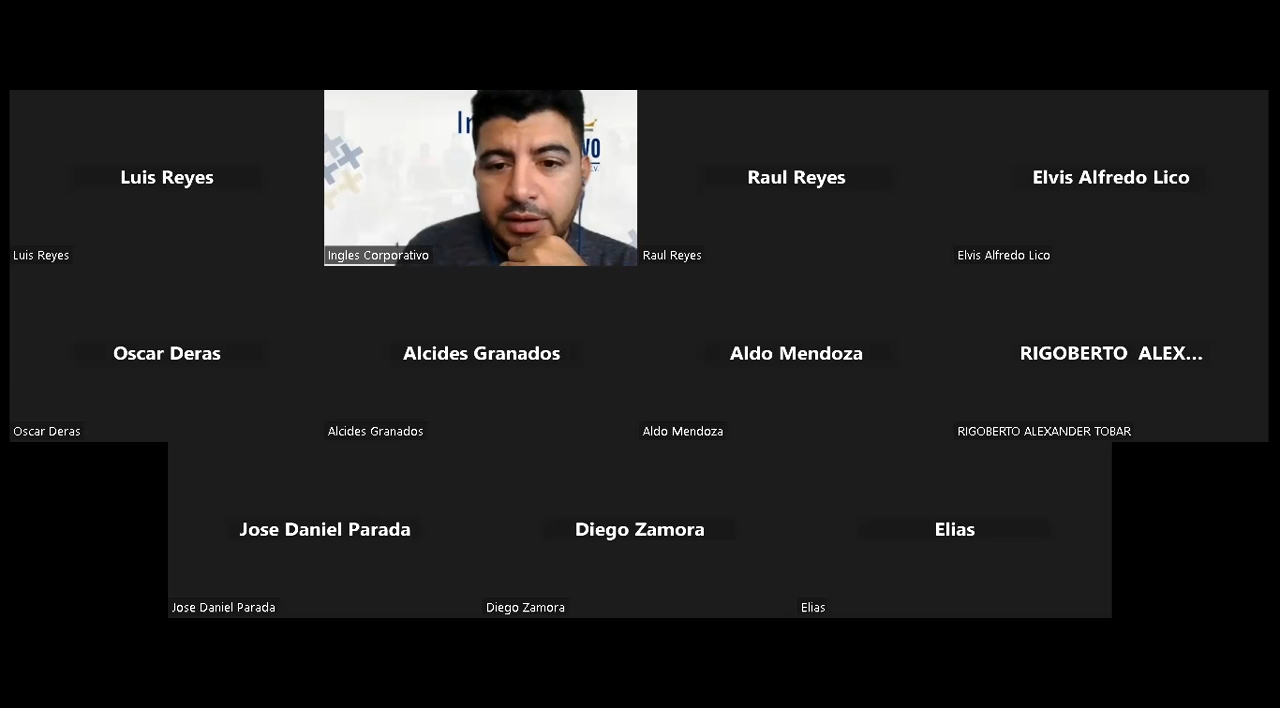 Luis Reyes
Raul Reyes
Elvis Alfredo Lico
Luis Reyes
Ingles Corporativo
Raul Reyes
Elvis Alfredo Lico
Oscar Deras
Alcides Granados
Aldo Mendoza
RIGOBERTO ALEX...
Oscar Deras
Alcides Granados
Aldo Mendoza
RIGOBERTO ALEXANDER TOBAR
Jose Daniel Parada
Diego Zamora
Elias
Jose Daniel Parada
Diego Zamora
Elias